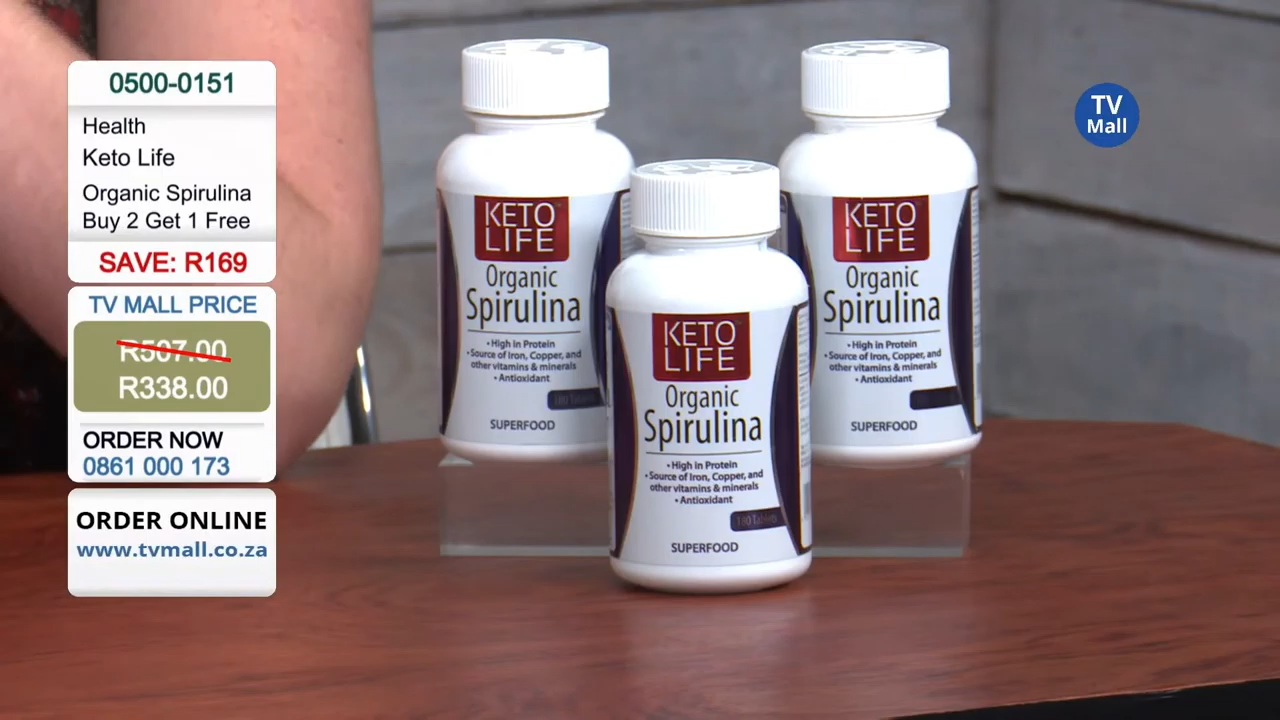 0500-0151
Health
Keto Life
Organic Spirulina
Buy 2 Get 1 Free
SAVE: R169
TV MALL PRICE
R507.00
R338.00
ORDER NOW
0861 000 173
ORDER ONLINE
www.tvmall.co.za
TV
Mall
KETO
LIFE
Organic
Spirulina
• High in Protein
• Source of Iron, Copper, and
other vitamins & minerals
• Antioxidant
180 Tablets
SUPERFOOD
KETO
LIFE
Organic
Spirulina
• High in Protein
• Source of Iron, Copper, and
other vitamins & minerals
• Antioxidant
180 Tablets
SUPERFOOD
KETO
LIFE
Organic
Spirulina
• High in Protein
• Source of Iron, Copper, and
other vitamins & minerals
• Antioxidant
SUPERFOOD